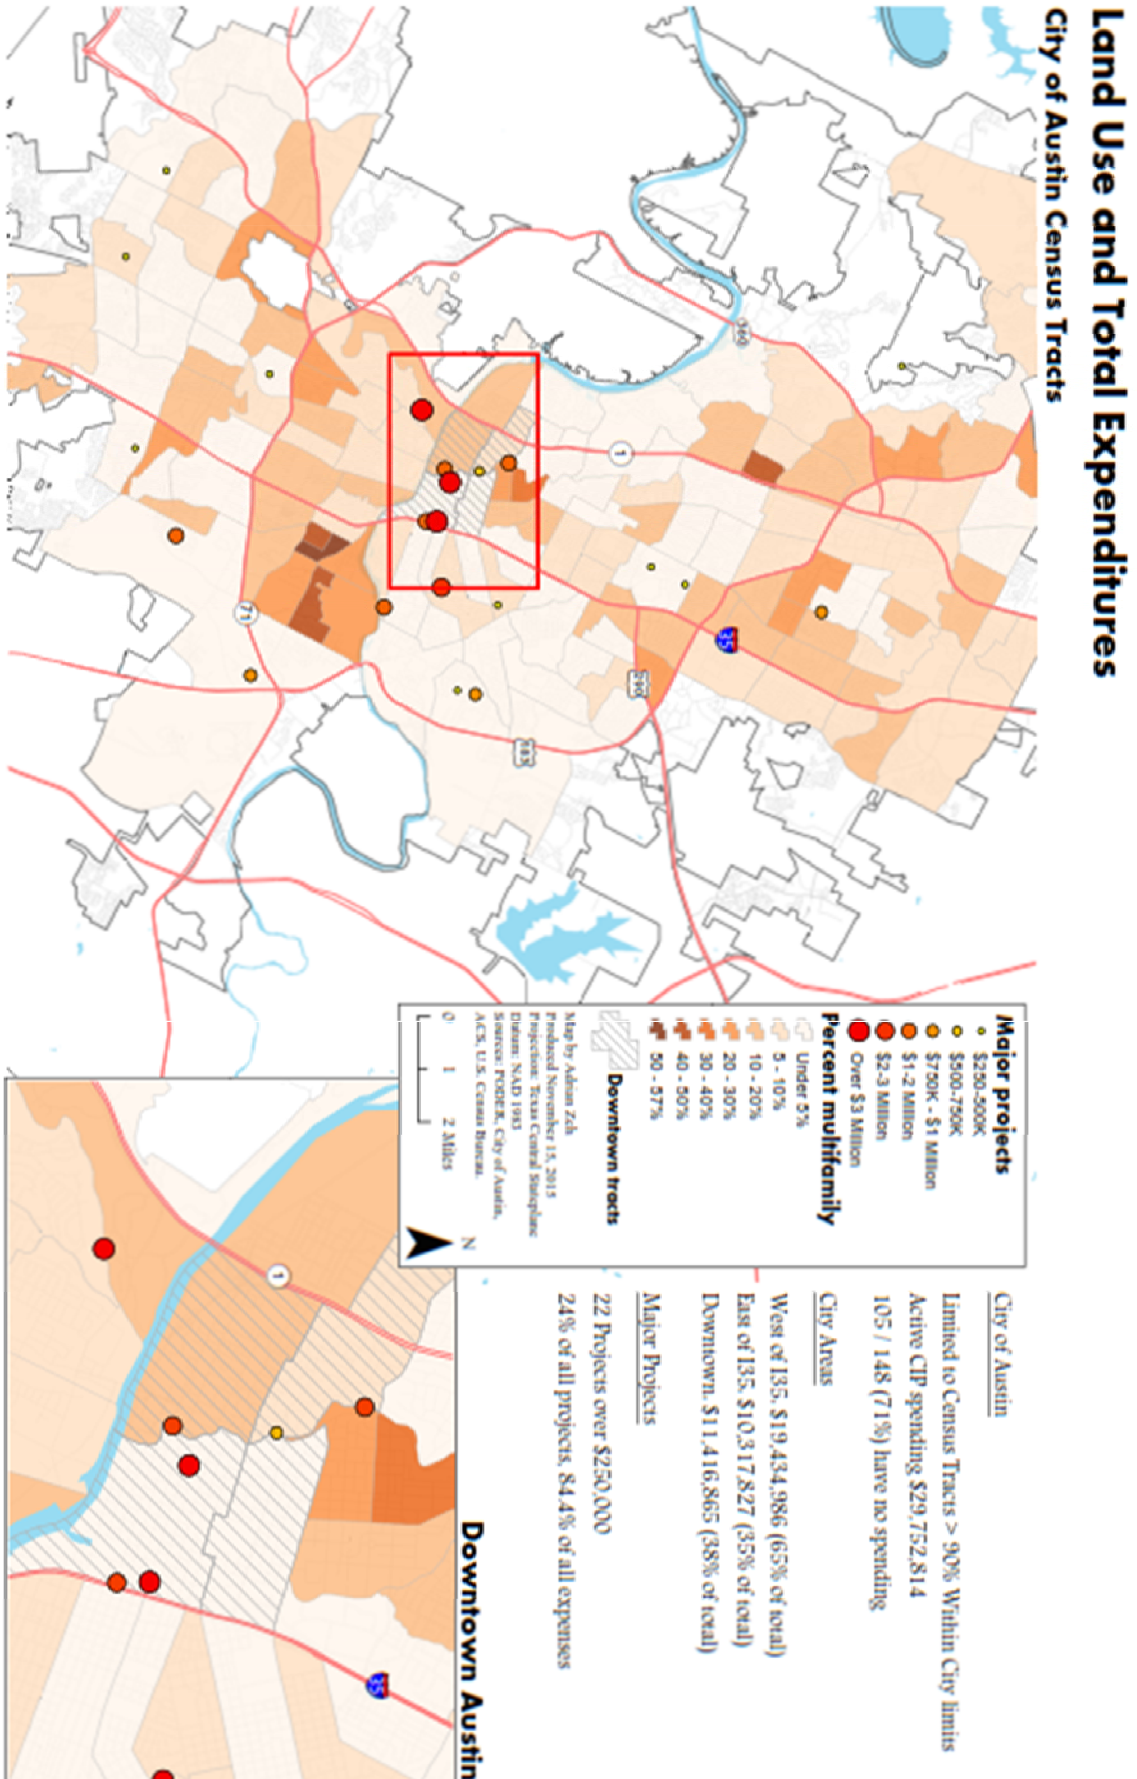 Land Use and Total Expenditures
City of Austin Census Tracts
360
1
35
290
183
71
Major projects
$250-500K
$500-750K
$750K - $1 Million
$1-2 Million
$2-3 Million
Over $3 Million
Percent multifamily
Under 5%
5 - 10%
10 - 20%
20 - 30%
30 - 40%
40 - 50%
50 - 57%
Downtown tracts
Map by Adnan Zch
Produced November 15, 2015
Projection: Texas Central Stateplane
Datum: NAD 1983
Sources: City of Austin,
ACS, U.S. Census Bureau.
0 1 2 Miles
N
City of Austin
Limited to Census Tracts > 90% Within City limits
Active CIP spending $29,752,814
105 / 148 (71%) have no spending
City Areas
West of I35. $19,434,986 (65% of total)
East of I35. $10,317,827 (35% of total)
Downtown. $11,416,865 (38% of total)
Major Projects
22 Projects over $250,000
24% of all projects, 84.4% of all expenses
Downtown Austin
1
35